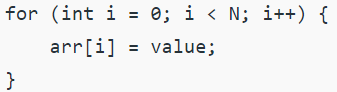 for (int i = 0; i < N; i++) {
    arr[i] = value;
}